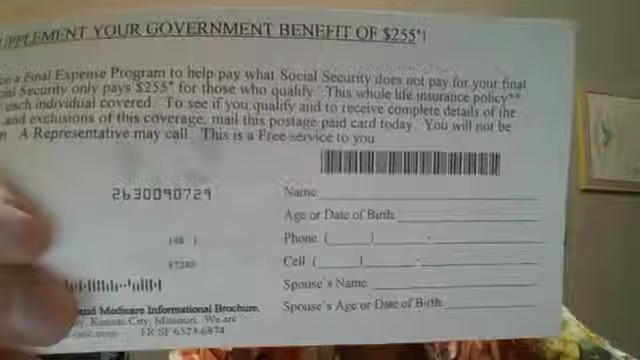 SUPPLEMENT YOUR GOVERNMENT BENEFIT OF $255*!
a Final Expense Program to help pay what Social Security does not pay for your final
Security only pays $255* for those who qualify. This whole life insurance policy**
each individual covered. To see if you qualify and to receive complete details of the
and exclusions of this coverage, mail this postage paid card today. You will not be
A Representative may call. This is a Free service to you
2630090729
Name
Age or Date of Birth
Phone ( ) -
Cell ( ) -
Spouse's Name
Spouse's Age or Date of Birth
and Medicare Informational Brochure.
Kansas City, Missouri. We are